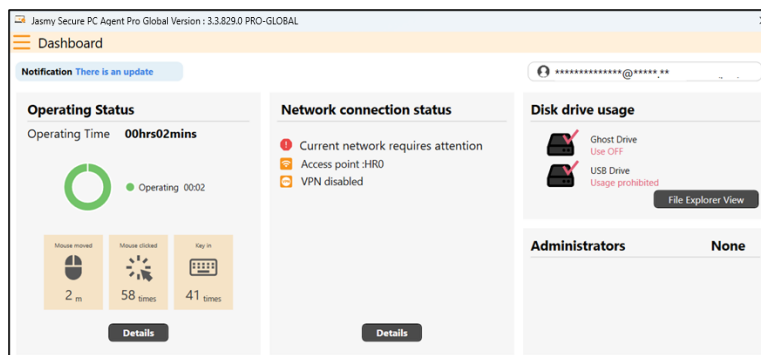 Jasmy Secure PC Agent Pro Global Version : 3.3.829.0 PRO-GLOBAL
Dashboard
Notification There is an update
**************@*****.**
Operating Status
Operating Time 00hrs02mins
Operating 00:02
Mouse moved
2 m
Mouse clicked
58 times
Key in
41 times
Details
Network connection status
Current network requires attention
Access point :HR0
VPN disabled
Details
Disk drive usage
Ghost Drive
Use OFF
USB Drive
Usage prohibited
File Explorer View
Administrators None